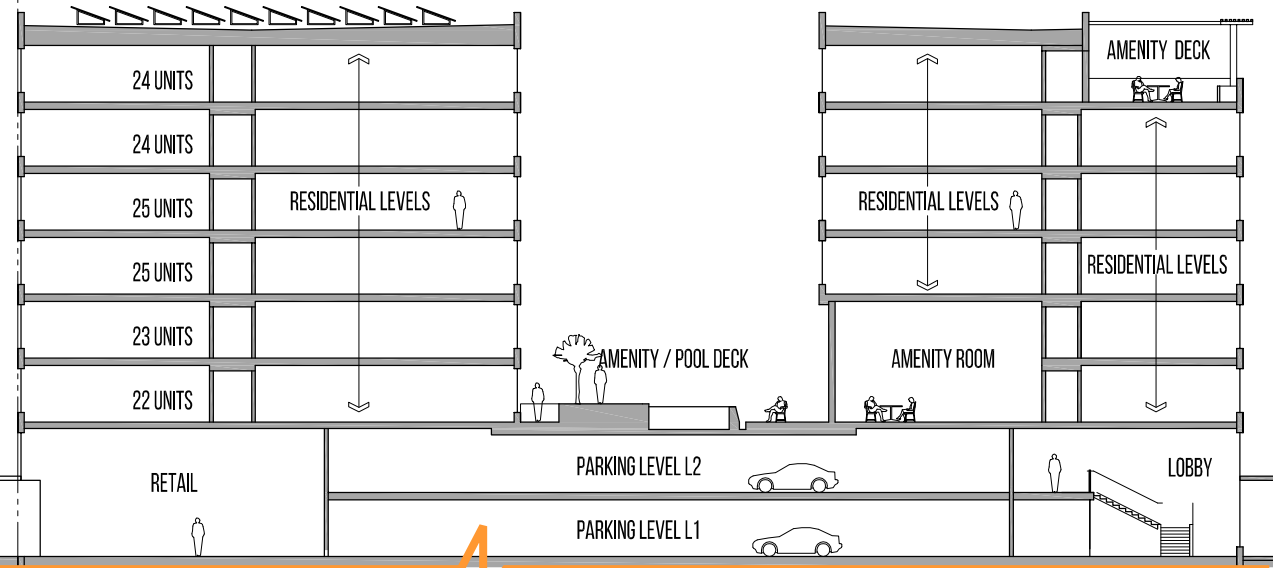 AMENITY DECK
24 UNITS
24 UNITS
25 UNITS
RESIDENTIAL LEVELS
RESIDENTIAL LEVELS
25 UNITS
RESIDENTIAL LEVELS
23 UNITS
AMENITY / POOL DECK
AMENITY ROOM
22 UNITS
RETAIL
PARKING LEVEL L2
LOBBY
PARKING LEVEL L1